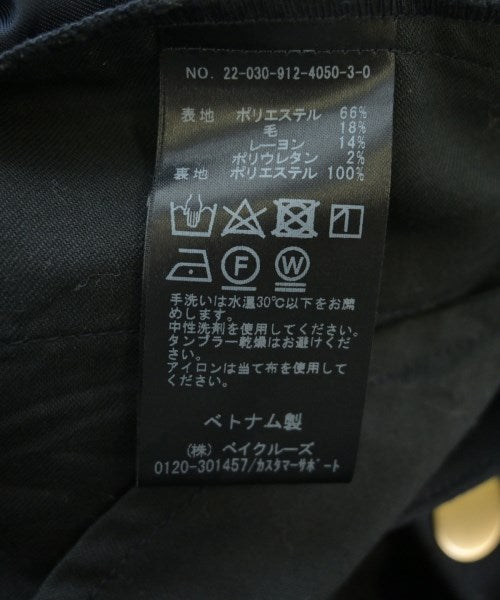 NO. 22-030-912-4050-3-0
表地 ポリエステル 66%
毛 18%
レーヨン 14%
ポリウレタン 2%
裏地 ポリエステル 100%
F W
手洗いは水温30℃以下をお薦
めします。
中性洗剤を使用してください。
タンブラー乾燥はお避けくださ
い。
アイロンは当て布を使用して
ください。
ベトナム製
(株) ベイクルーズ
0120-301457/カスタマーサポート